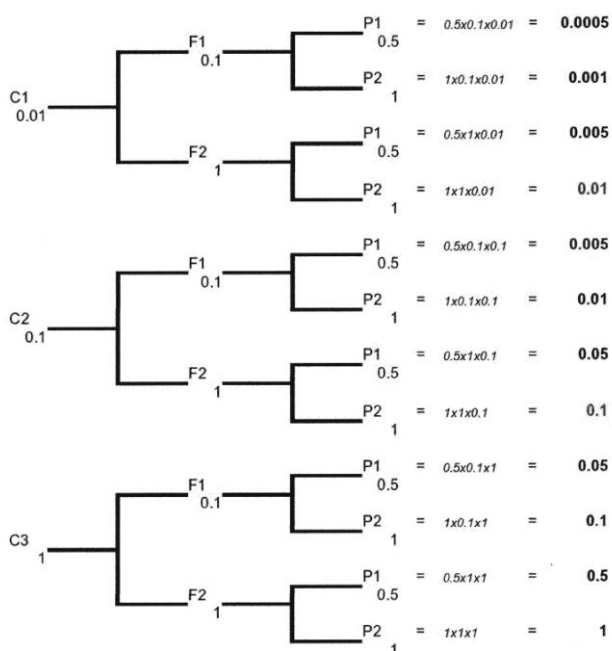 P1 = 0.5x0.1x0.01 = 0.0005
F1 0.5
0.1
P2 = 1x0.1x0.01 = 0.001
C1 1
0.01
P1 = 0.5x1x0.01 = 0.005
F2 0.5
1
P2 = 1x1x0.01 = 0.01
1
P1 = 0.5x0.1x0.1 = 0.005
F1 0.5
0.1
P2 = 1x0.1x0.1 = 0.01
C2 1
0.1
P1 = 0.5x1x0.1 = 0.05
F2 0.5
1
P2 = 1x1x0.1 = 0.1
1
P1 = 0.5x0.1x1 = 0.05
F1 0.5
0.1
P2 = 1x0.1x1 = 0.1
C3 1
1
P1 = 0.5x1x1 = 0.5
F2 0.5
1
P2 = 1x1x1 = 1
1